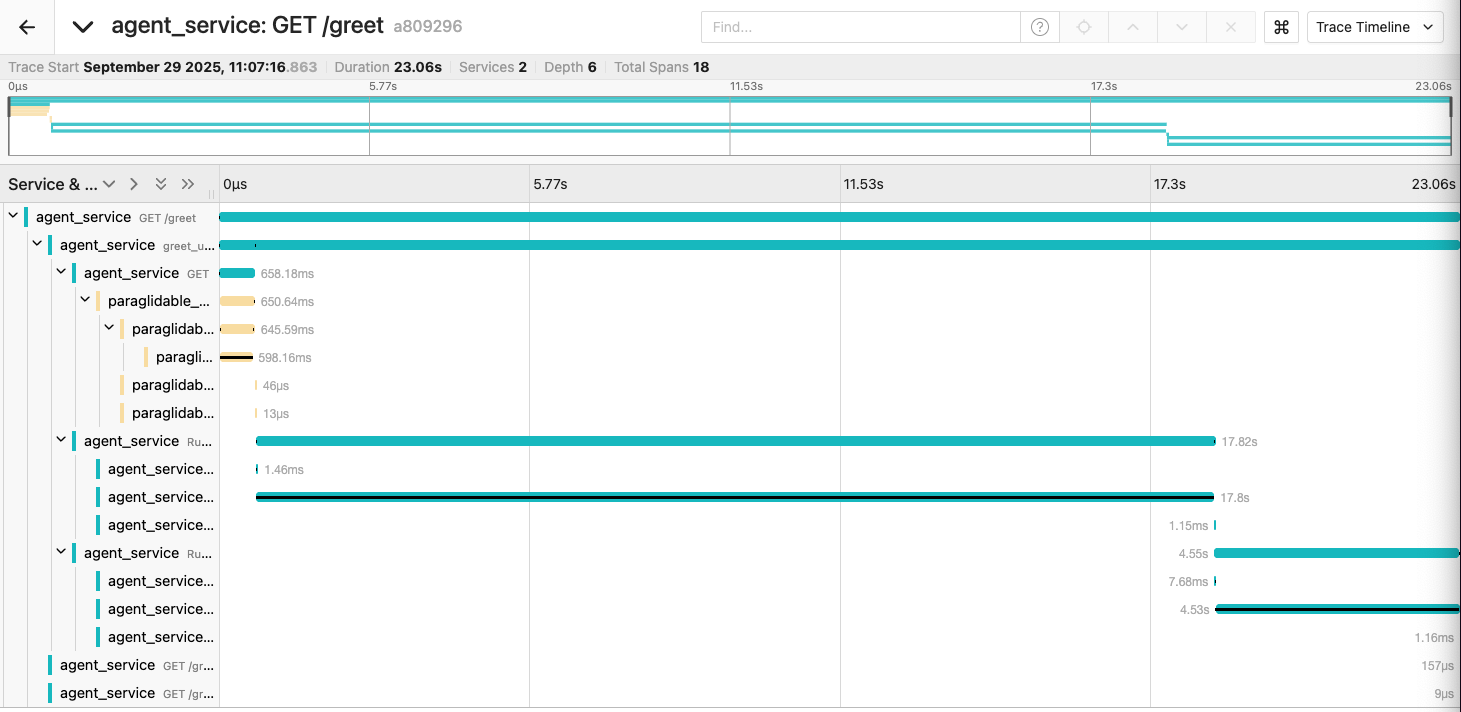 agent_service: GET /greet a809296
Find...
?
⌘
Trace Timeline
Trace Start September 29 2025, 11:07:16.863 Duration 23.06s Services 2 Depth 6 Total Spans 18
0μs 5.77s 11.53s 17.3s 23.06s
Service & ... 0μs 5.77s 11.53s 17.3s 23.06s
agent_service GET /greet
agent_service greet_u...
agent_service GET 658.18ms
paraglidable_... 650.64ms
paraglidab... 645.59ms
paragli... 598.16ms
paraglidab... 46μs
paraglidab... 13μs
agent_service Ru... 17.82s
agent_service... 1.46ms
agent_service... 17.8s
agent_service... 1.15ms
agent_service Ru... 4.55s
agent_service... 7.68ms
agent_service... 4.53s
agent_service... 1.16ms
agent_service GET /gr... 157μs
agent_service GET /gr... 9μs